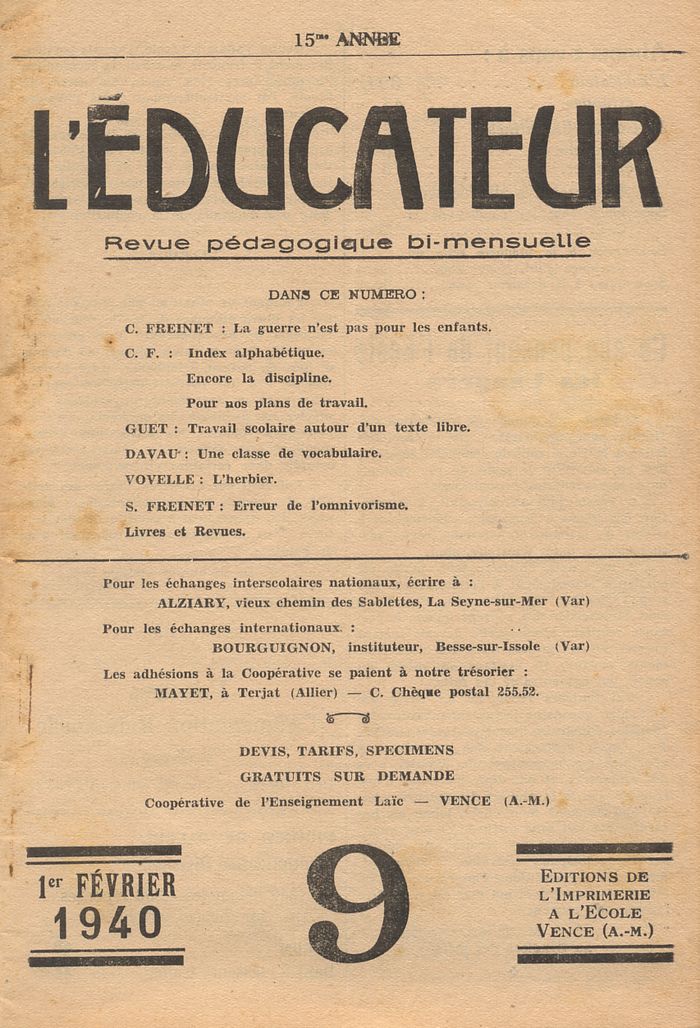 15me ANNEE
L'ÉDUCATEUR
Revue pédagogique bi-mensuelle
DANS CE NUMERO :
C. FREINET : La guerre n'est pas pour les enfants.
C. F. : Index alphabétique.
Encore la discipline.
Pour nos plans de travail.
GUET : Travail scolaire autour d'un texte libre.
DAVAU : Une classe de vocabulaire.
VOVELLE : L'herbier.
S. FREINET : Erreur de l'omnivorisme.
Livres et Revues.
Pour les échanges interscolaires nationaux, écrire à :
ALZIARY, vieux chemin des Sablettes, La Seyne-sur-Mer (Var)
Pour les échanges internationaux :
BOURGUIGNON, instituteur, Besse-sur-Issole (Var)
Les adhésions à la Coopérative se paient à notre trésorier :
MAYET, à Terjat (Allier) — C. Chèque postal 255.52.
DEVIS, TARIFS, SPECIMENS
GRATUITS SUR DEMANDE
Coopérative de l'Enseignement Laïc — VENCE (A.-M.)
1er FÉVRIER
1940
9
EDITIONS DE
L'IMPRIMERIE
A L'ECOLE
VENCE (A.-M.)